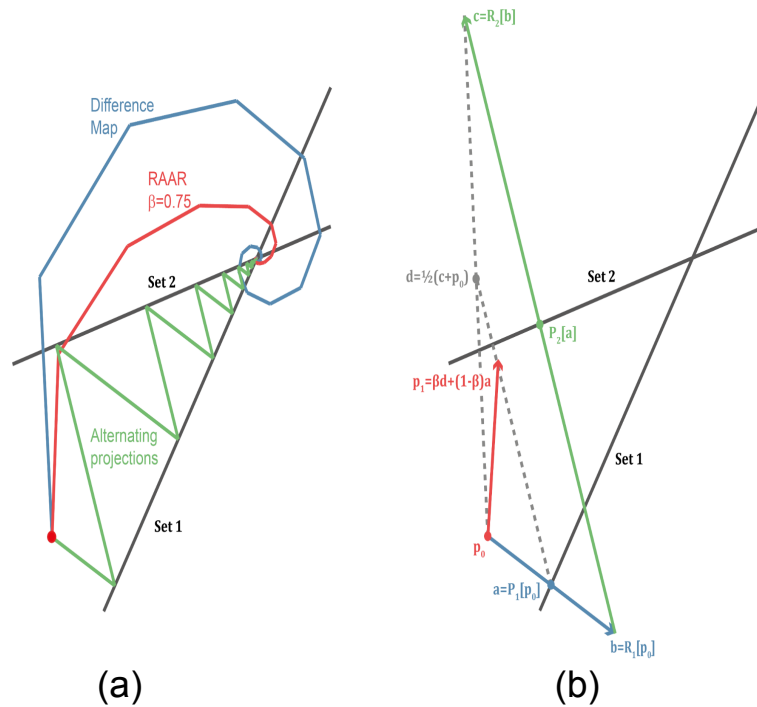 Difference
Map
RAAR
β=0.75
Set 2
Alternating
projections
Set 1
(a)
c=R₂[b]
d=½(c+p₀)
Set 2
P₂[a]
p₁=βd+(1-β)a
Set 1
p₀
a=P₁[p₀]
b=R₁[p₀]
(b)